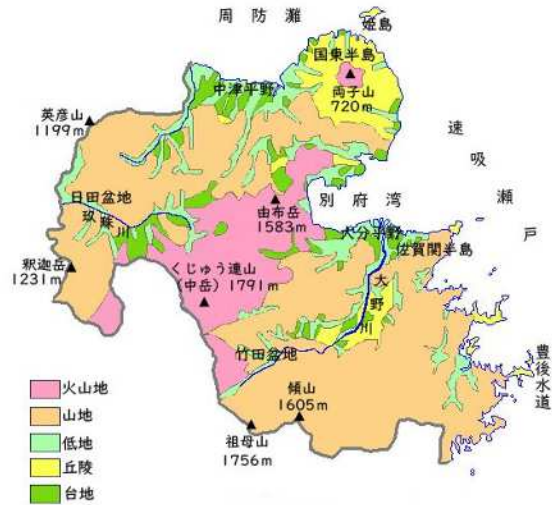 周防灘
姫島
国東半島
両子山
720m
中津平野
英彦山
1199m
速吸瀬戸
日田盆地
玖珠川
由布岳
1583m
別府湾
大分平野
佐賀関半島
釈迦岳
1231m
くじゅう連山
(中岳) 1791m
大野川
竹田盆地
豊後水道
傾山
1605m
祖母山
1756m
火山地
山地
低地
丘陵
台地